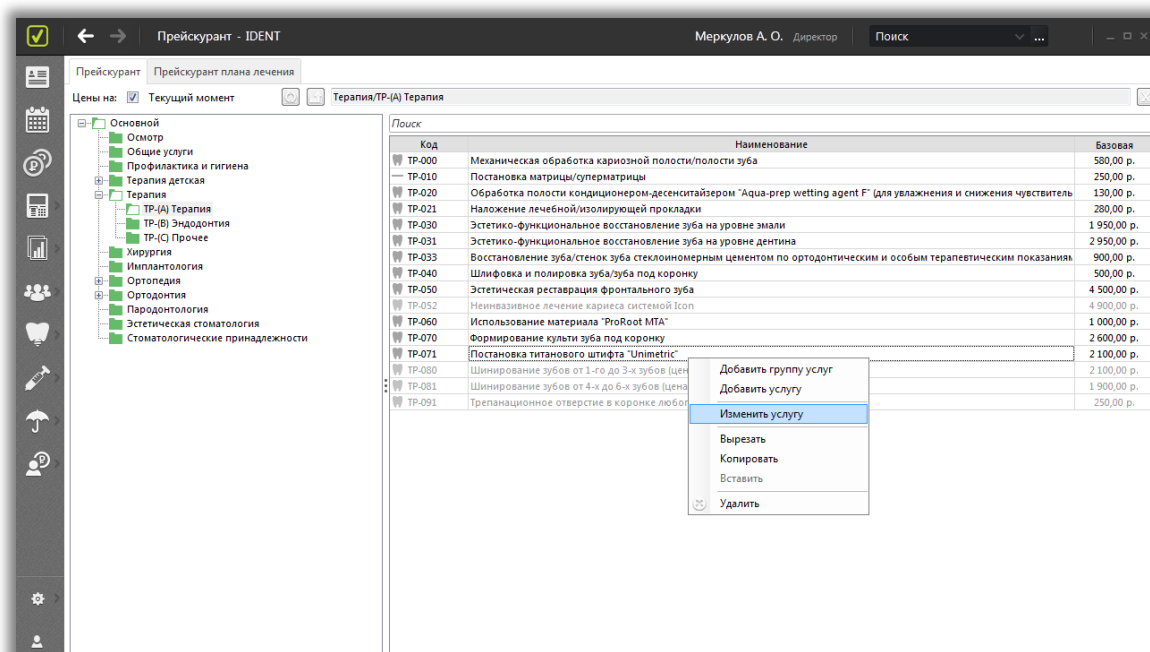 Прейскурант - IDENT
Меркулов А. О. Директор
Поиск
...
Прейскурант
Прейскурант плана лечения
Цены на: Текущий момент
Терапия/ТР-(A) Терапия
Основной
Осмотр
Общие услуги
Профилактика и гигиена
Терапия детская
Терапия
ТР-(A) Терапия
ТР-(B) Эндодонтия
ТР-(C) Прочее
Хирургия
Имплантология
Ортопедия
Ортодонтия
Пародонтология
Эстетическая стоматология
Стоматологические принадлежности
Поиск
Код Наименование Базовая
ТР-000 Механическая обработка кариозной полости/полости зуба 580,00 р.
ТР-010 Постановка матрицы/суперматрицы 250,00 р.
ТР-020 Обработка полости кондиционером-десенситайзером "Aqua-prep wetting agent F" (для увлажнения и снижения чувствитель 130,00 р.
ТР-021 Наложение лечебной/изолирующей прокладки 280,00 р.
ТР-030 Эстетико-функциональное восстановление зуба на уровне эмали 1 950,00 р.
ТР-031 Эстетико-функциональное восстановление зуба на уровне дентина 2 950,00 р.
ТР-033 Восстановление зуба/стенок зуба стеклоиномерным цементом по ортодонтическим и особым терапевтическим показаниям 900,00 р.
ТР-040 Шлифовка и полировка зуба/зуба под коронку 500,00 р.
ТР-050 Эстетическая реставрация фронтального зуба 4 500,00 р.
ТР-052 Неинвазивное лечение кариеса системой Icon 4 900,00 р.
ТР-060 Использование материала "ProRoot MTA" 1 000,00 р.
ТР-070 Формирование культи зуба под коронку 2 600,00 р.
ТР-071 Постановка титанового штифта "Unimetric" 2 100,00 р.
ТР-080 Шинирование зубов от 1-го до 3-х зубов (цен 2 100,00 р.
ТР-081 Шинирование зубов от 4-х до 6-х зубов (цена 1 900,00 р.
ТР-091 Трепанационное отверстие в коронке любог 250,00 р.
Добавить группу услуг
Добавить услугу
Изменить услугу
Вырезать
Копировать
Вставить
Удалить